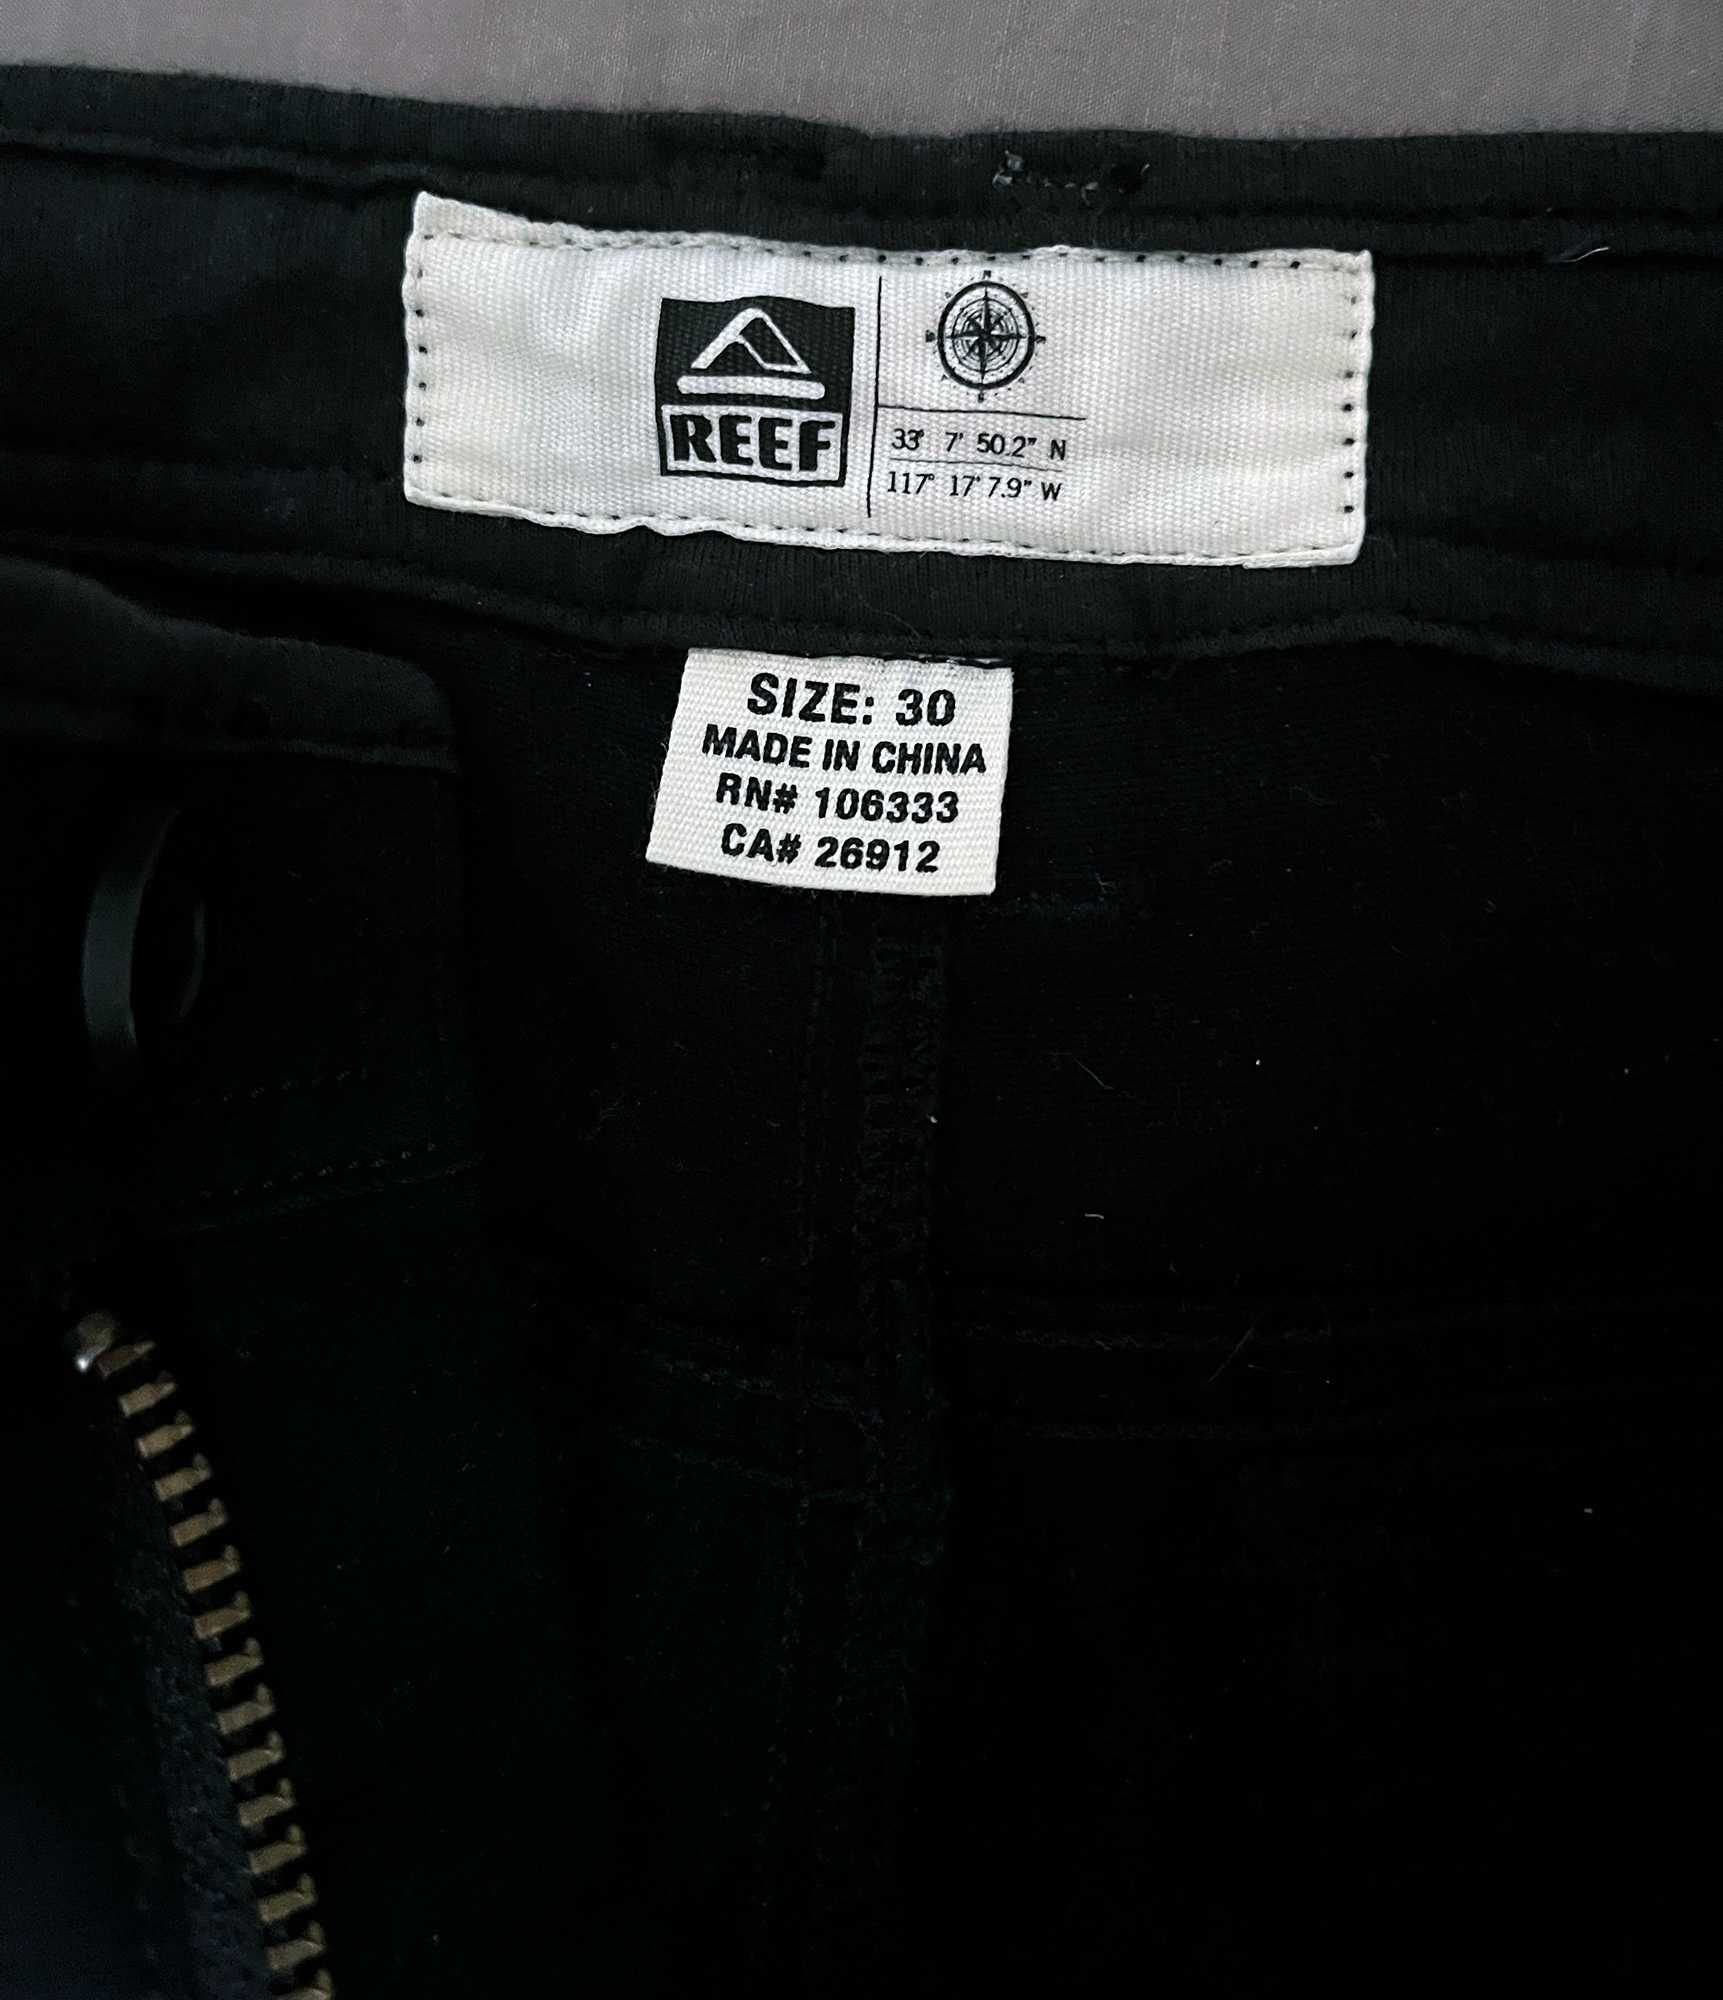 REEF
33° 7' 50.2" N
117° 17' 7.9" W
SIZE: 30
MADE IN CHINA
RN# 106333
CA# 26912